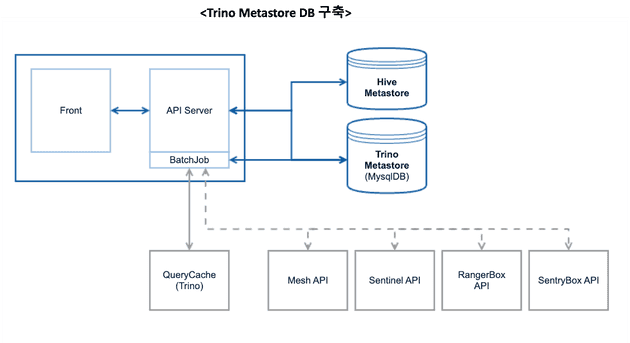 <Trino Metastore DB 구축>
Hive
Metastore
Front
API Server
BatchJob
Trino
Metastore
(MysqlDB)
QueryCache
(Trino)
Mesh API
Sentinel API
RangerBox
API
SentryBox API